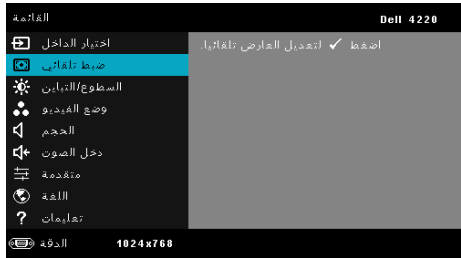 القائمة
Dell 4220
اختيار الداخل
اضغط ✓ لتعديل العارض تلقائيا.
ضبط تلقائي
السطوع/التباين
وضع الفيديو
الحجم
دخل الصوت
متقدمة
اللغة
? تعليمات
الدقة 1024x768